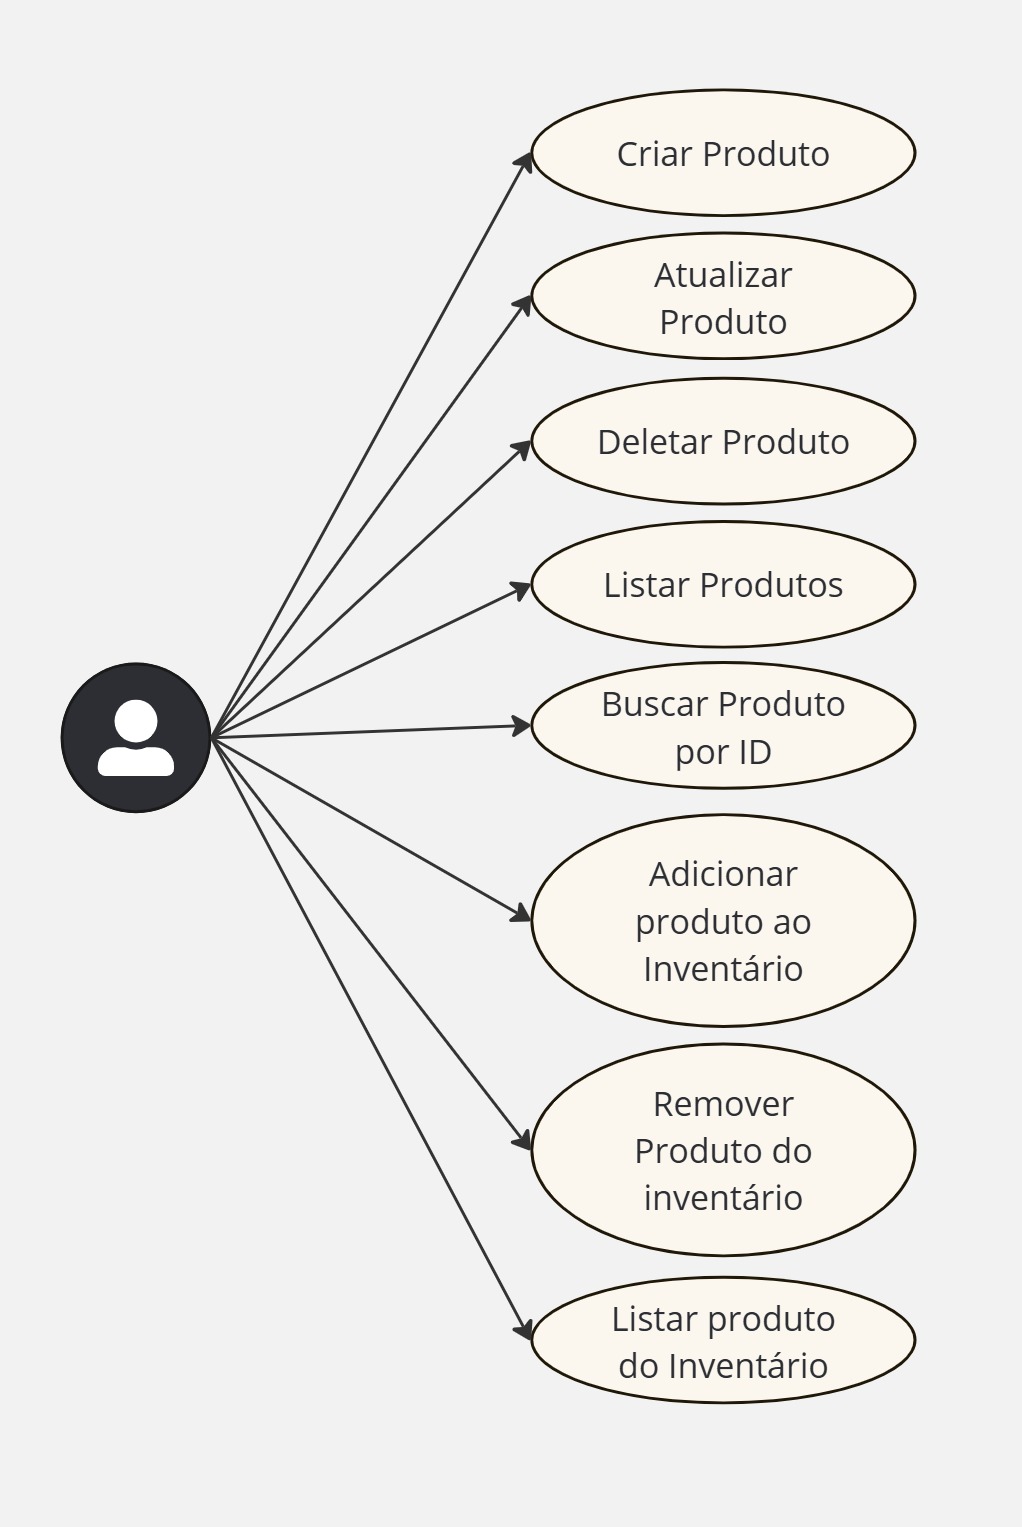 Criar Produto
Atualizar
Produto
Deletar Produto
Listar Produtos
Buscar Produto
por ID
Adicionar
produto ao
Inventário
Remover
Produto do
inventário
Listar produto
do Inventário